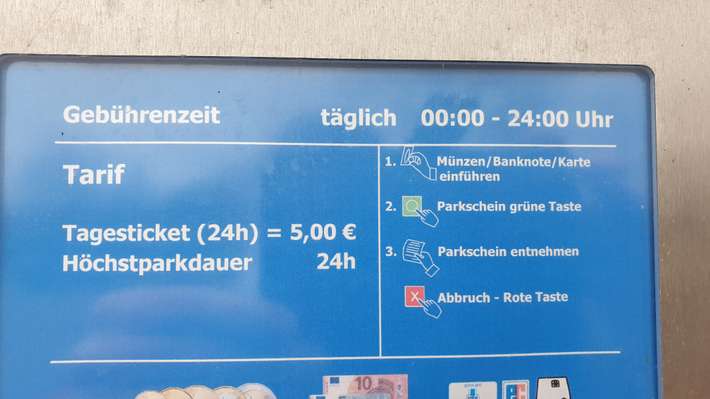 Gebührenzeit täglich 00:00 - 24:00 Uhr
Tarif
Tagesticket (24h) = 5,00 €
Höchstparkdauer 24h
1. Münzen/Banknote/Karte
einführen
2. Parkschein grüne Taste
3. Parkschein entnehmen
X Abbruch - Rote Taste
10